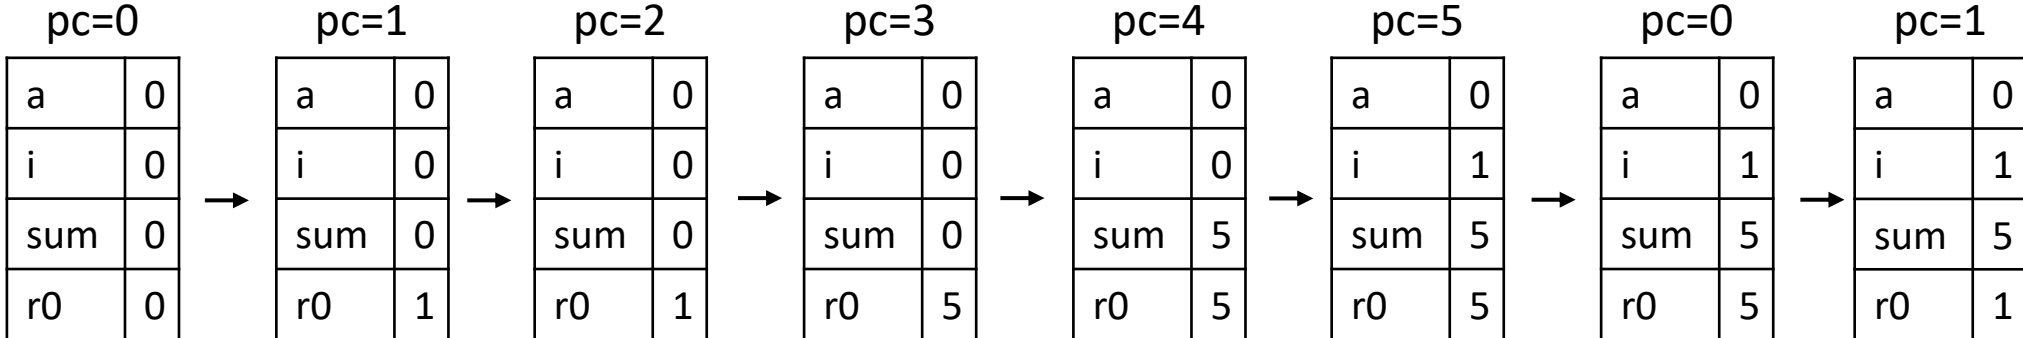 pc=0 pc=1 pc=2 pc=3 pc=4 pc=5 pc=0 pc=1
a 0 a 0 a 0 a 0 a 0 a 0 a 0 a 0
i 0 i 0 i 0 i 0 i 0 i 1 i 1 i 1
sum 0 sum 0 sum 0 sum 0 sum 5 sum 5 sum 5 sum 5
r0 0 r0 1 r0 1 r0 5 r0 5 r0 5 r0 5 r0 1